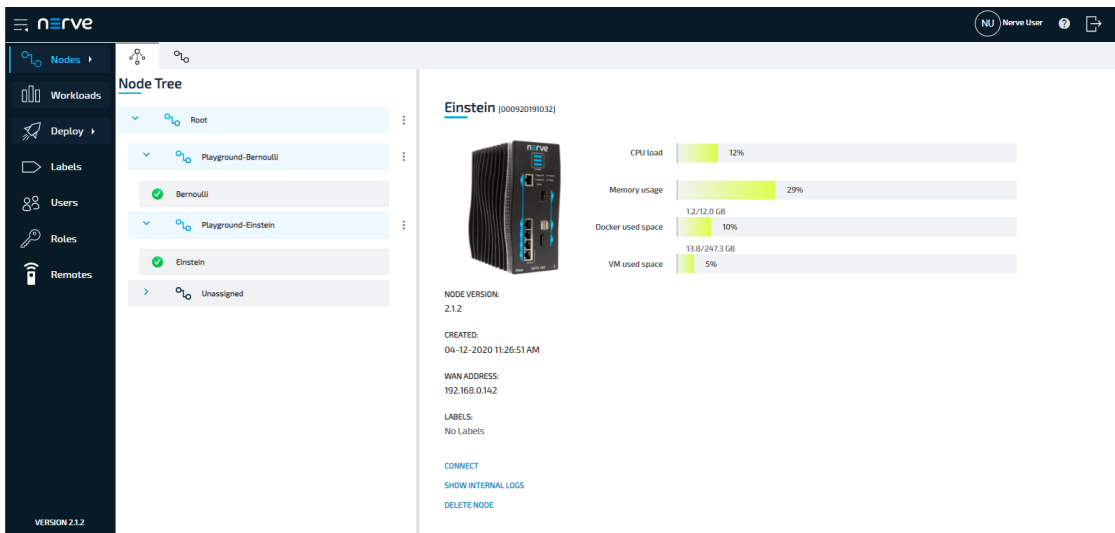 nerve
NU Nerve User ?
Nodes
Workloads
Deploy
Labels
Users
Roles
Remotes
VERSION 2.1.2
Node Tree
Root
Playground-Bernoulli
Bernoulli
Playground-Einstein
Einstein
Unassigned
Einstein [000920191032]
nerve
CPU load 12%
Memory usage 29%
1.2/12.0 GB
Docker used space 10%
13.8/247.3 GB
VM used space 5%
NODE VERSION:
2.1.2
CREATED:
04-12-2020 11:26:51 AM
WAN ADDRESS:
192.168.0.142
LABELS:
No Labels
CONNECT
SHOW INTERNAL LOGS
DELETE NODE